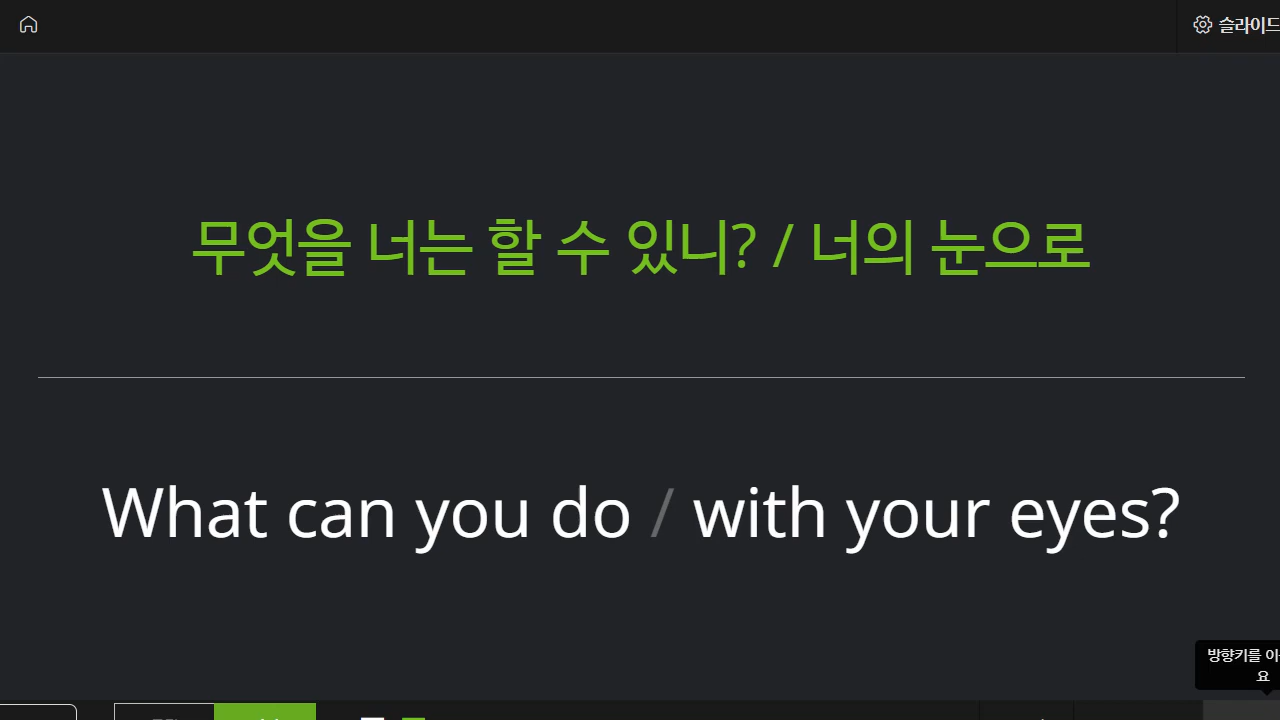 슬라이드
무엇을 너는 할 수 있니? / 너의 눈으로
What can you do / with your eyes?
방향키를
요